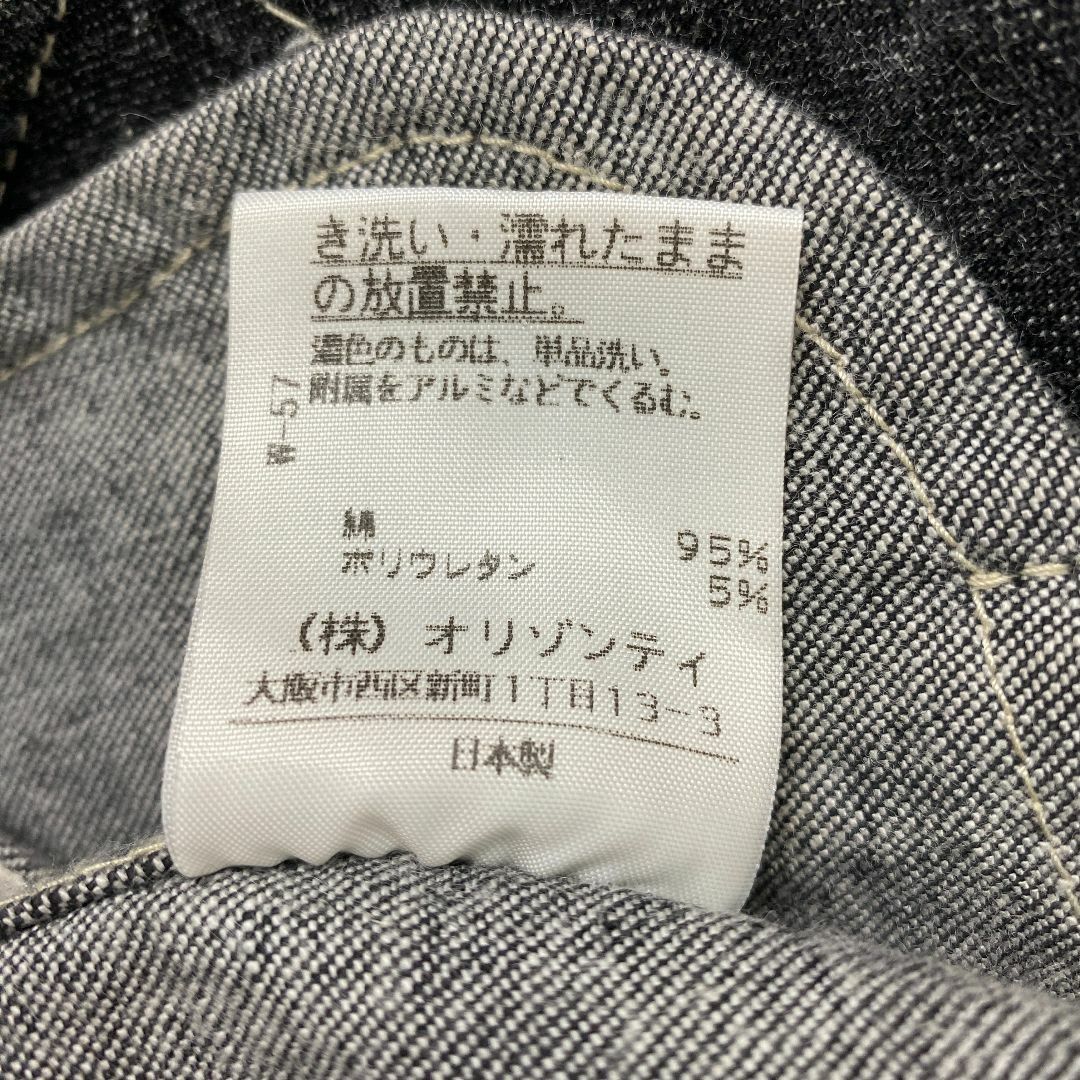 き洗い・濡れたまま
の放置禁止。
濃色のものは、単品洗い。
附属をアルミなどでくるむ。
-57
綿 95%
ポリウレタン 5%
(株) オリゾンティ
大阪市西区新町1丁目13-3
日本製